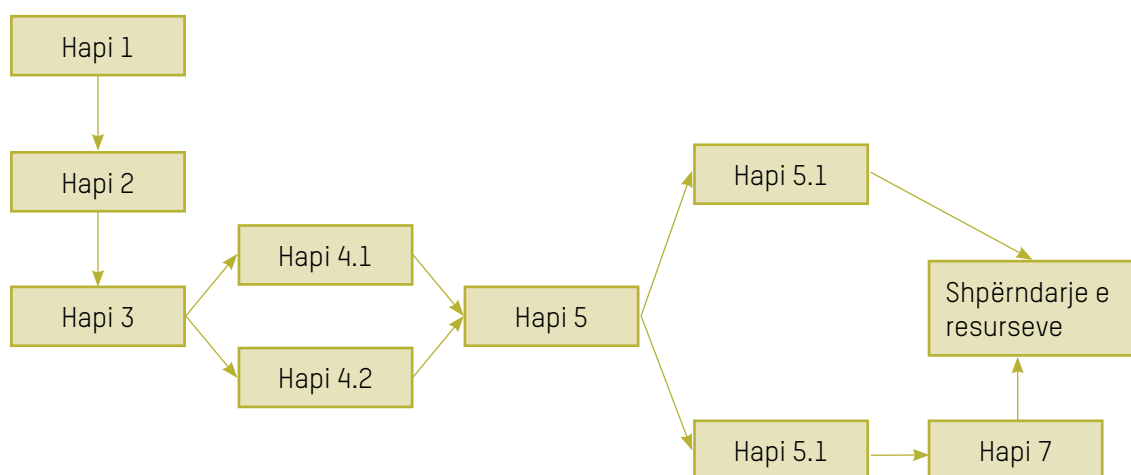 Hapi 1
Hapi 2
Hapi 3
Hapi 4.1
Hapi 4.2
Hapi 5
Hapi 5.1
Hapi 5.1
Hapi 7
Shpërndarje e
resurseve